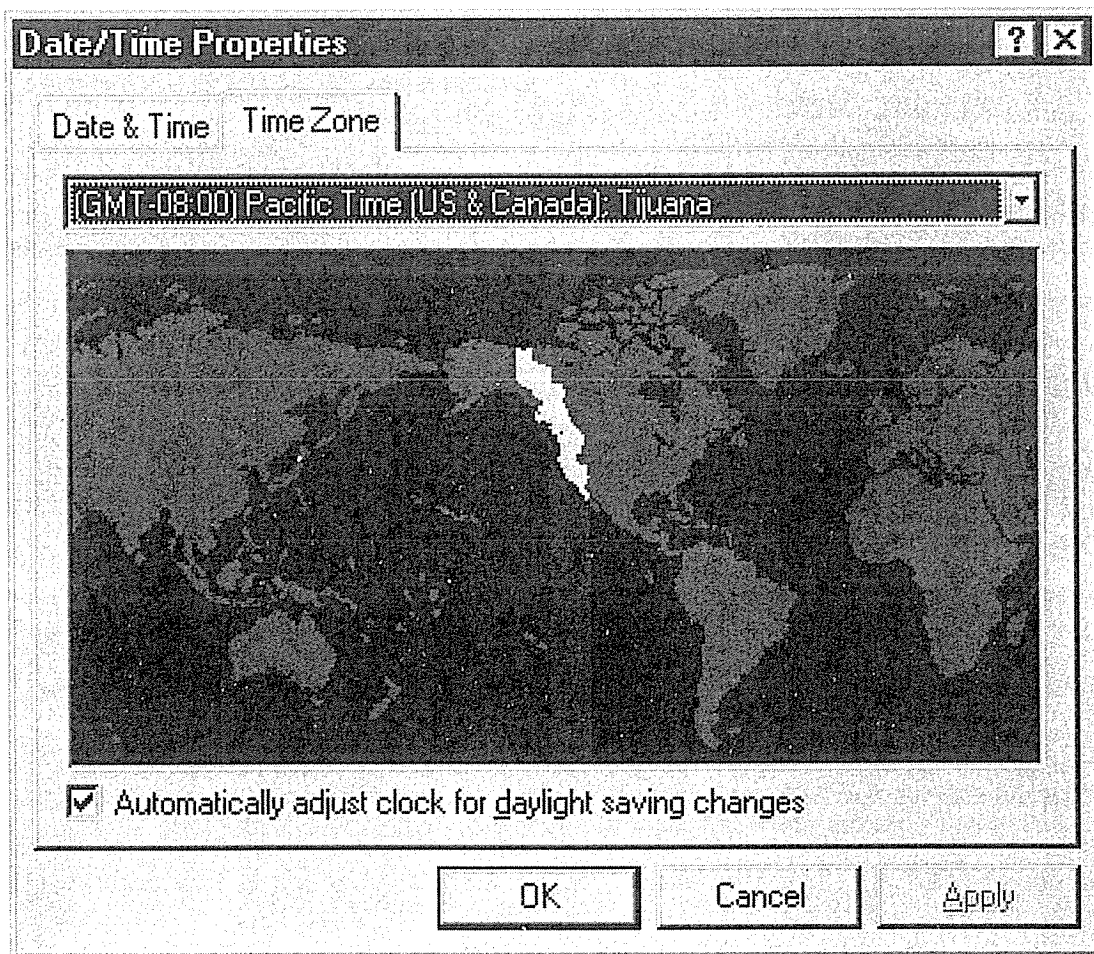 Date/Time Properties
Date & Time
Time Zone
(GMT-08:00) Pacific Time (US & Canada); Tijuana
Automatically adjust clock for daylight saving changes
OK
Cancel
Apply